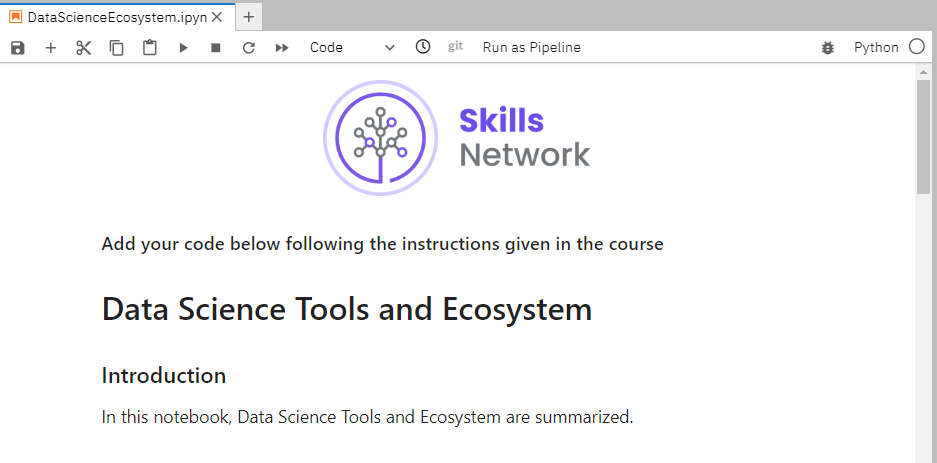 DataScienceEcosystem.ipyn
Code
git
Run as Pipeline
Python
Skills
Network
Add your code below following the instructions given in the course
Data Science Tools and Ecosystem
Introduction
In this notebook, Data Science Tools and Ecosystem are summarized.